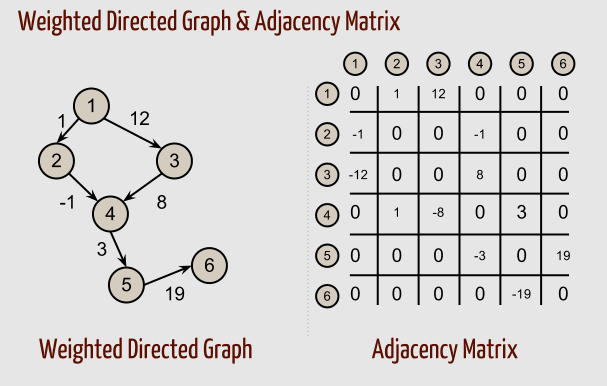 Weighted Directed Graph & Adjacency Matrix
1 2 3 4 5 6
1 0 1 12 0 0 0
2 -1 0 0 -1 0 0
3 -12 0 0 8 0 0
4 0 1 -8 0 3 0
5 0 0 0 -3 0 19
6 0 0 0 0 -19 0
1
1 12
2 3
-1 8
4
3
5 6
19
Weighted Directed Graph
Adjacency Matrix